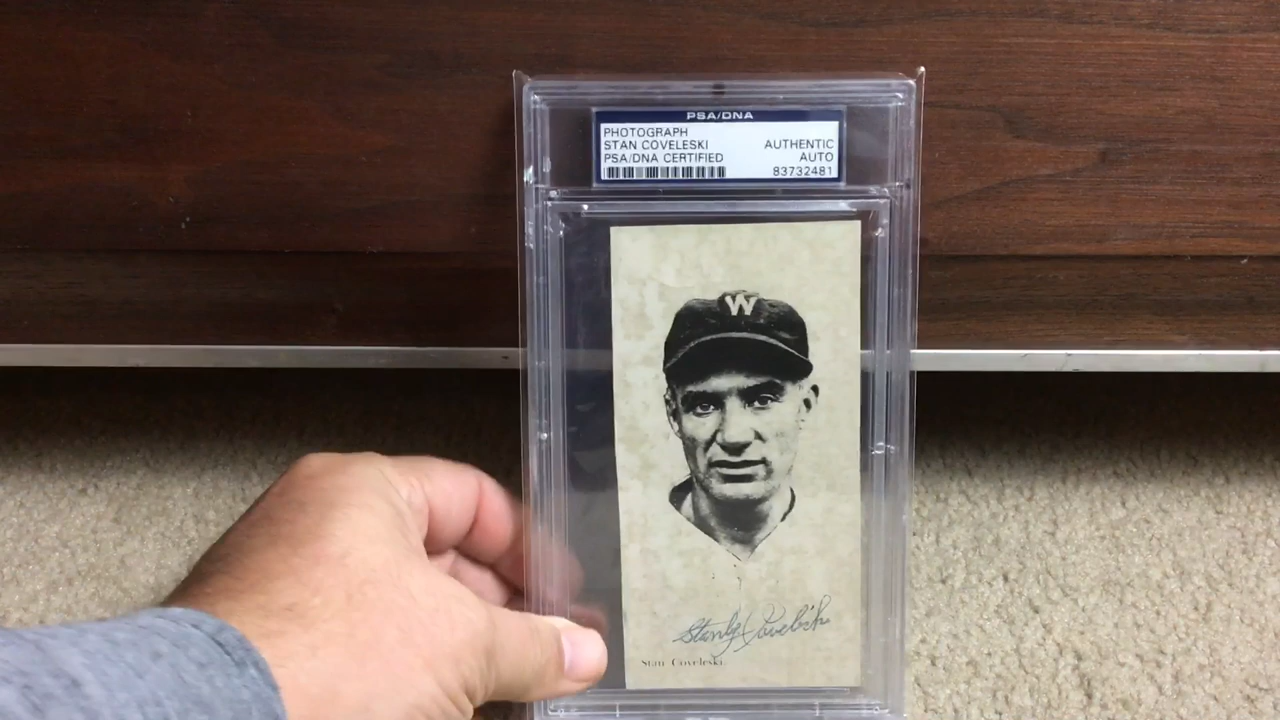 PSA/DNA
PHOTOGRAPH
STAN COVELESKI
PSA/DNA CERTIFIED
AUTHENTIC
AUTO
83732481
W
Stanley Coveleski
Stan Coveleski